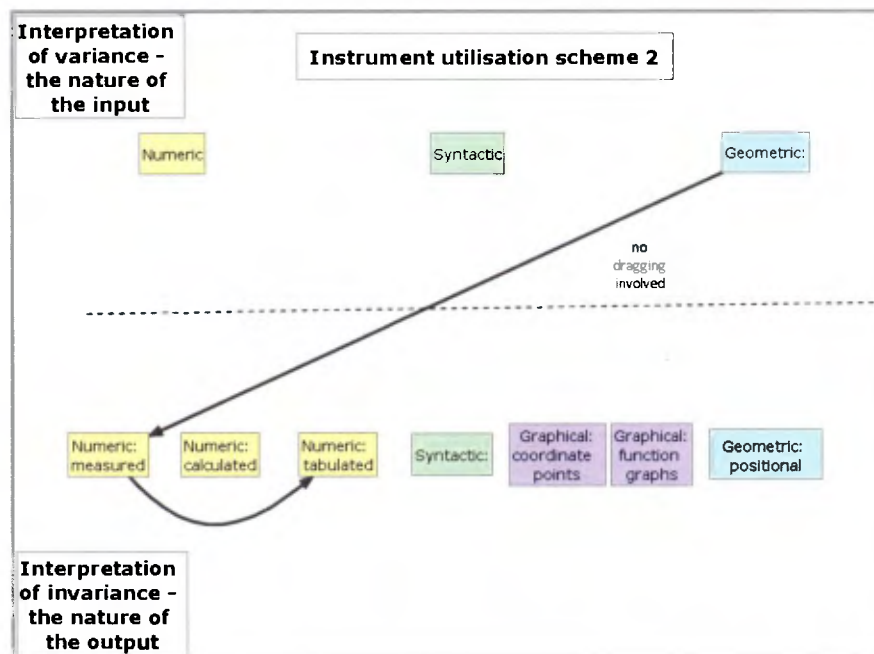 Interpretation
of variance -
the nature of
the input
Instrument utilisation scheme 2
Numeric
Syntactic
Geometric:
no
dragging
involved
Numeric:
measured
Numeric:
calculated
Numeric:
tabulated
Syntactic:
Graphical:
coordinate
points
Graphical:
function
graphs
Geometric:
positional
Interpretation
of invariance -
the nature of
the output